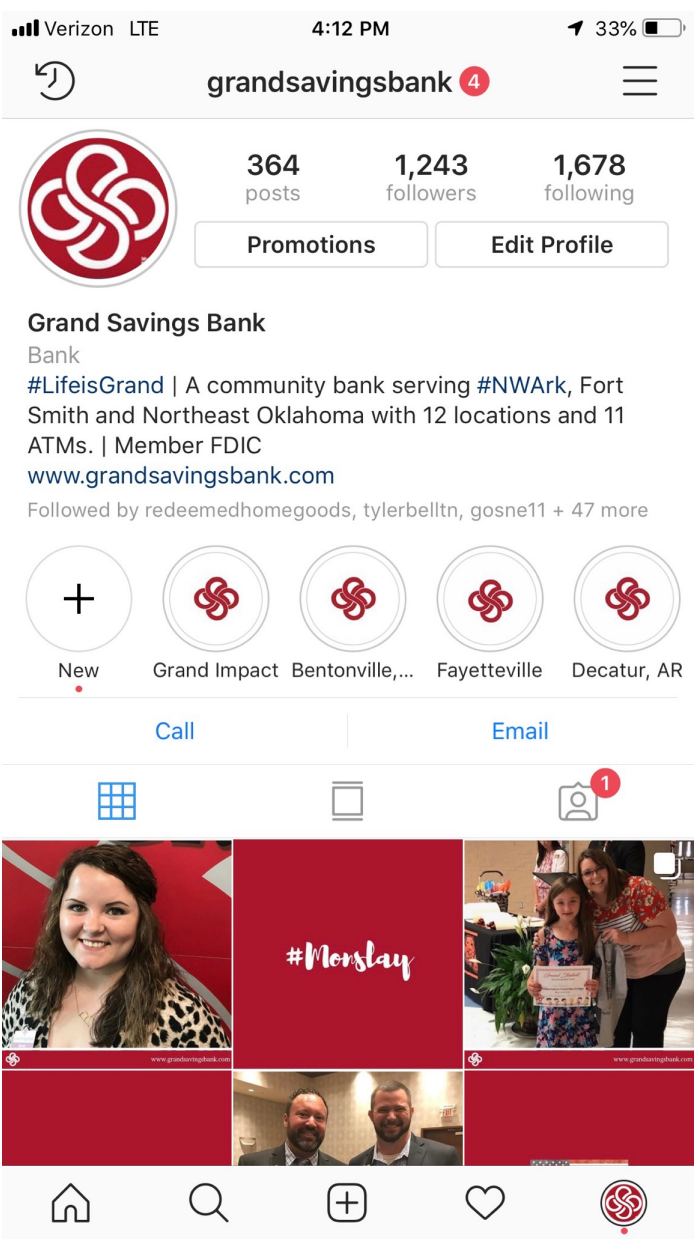 Verizon LTE 4:12 PM 33%
grandsavingsbank 4
364 1,243 1,678
posts followers following
Promotions Edit Profile
Grand Savings Bank
Bank
#LifeisGrand | A community bank serving #NWArk, Fort
Smith and Northeast Oklahoma with 12 locations and 11
ATMs. | Member FDIC
www.grandsavingsbank.com
Followed by redeemedhomegoods, tylerbelltn, gosne11 + 47 more
New Grand Impact Bentonville,... Fayetteville Decatur, AR
Call Email
1
#Monslay
www.grandsavingsbank.com www.grandsavingsbank.com
EXIT